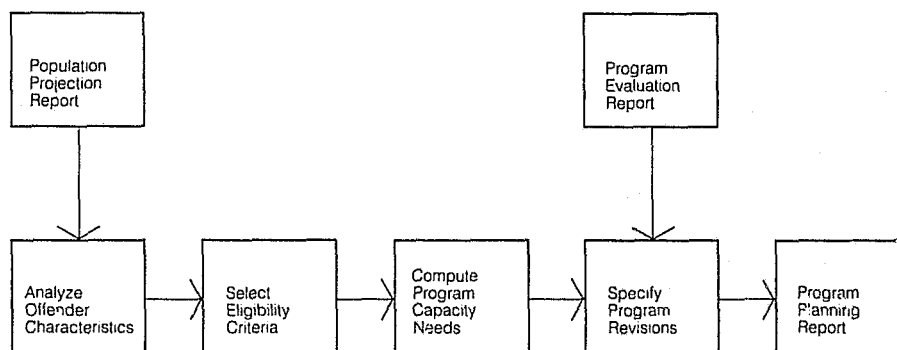 Population
Projection
Report
Program
Evaluation
Report
Analyze
Offender
Characteristics
Select
Eligibility
Criteria
Compute
Program
Capacity
Needs
Specify
Program
Revisions
Program
Planning
Report